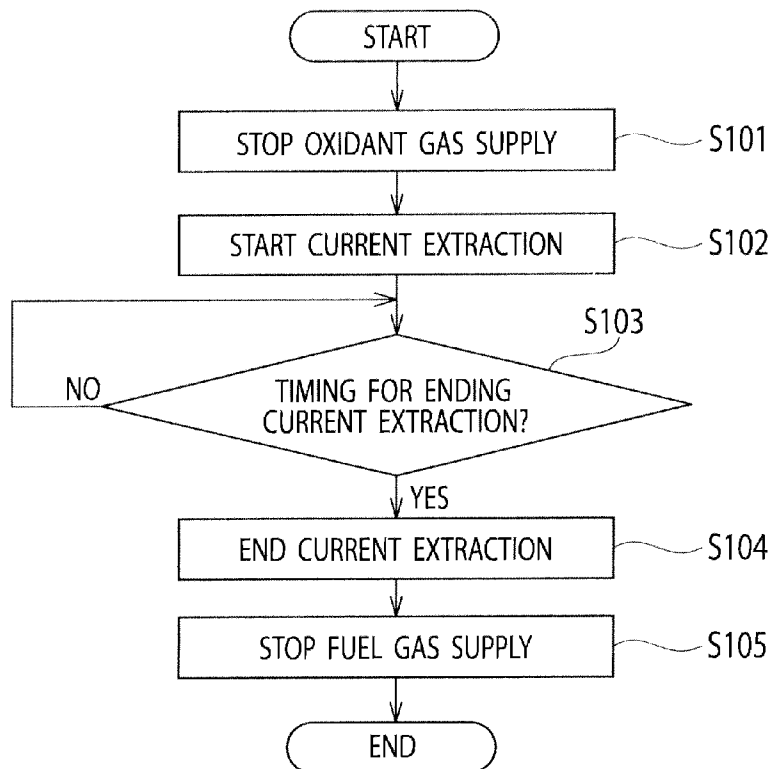 START
STOP OXIDANT GAS SUPPLY
S101
START CURRENT EXTRACTION
S102
S103
TIMING FOR ENDING
CURRENT EXTRACTION?
NO
YES
END CURRENT EXTRACTION
S104
STOP FUEL GAS SUPPLY
S105
END